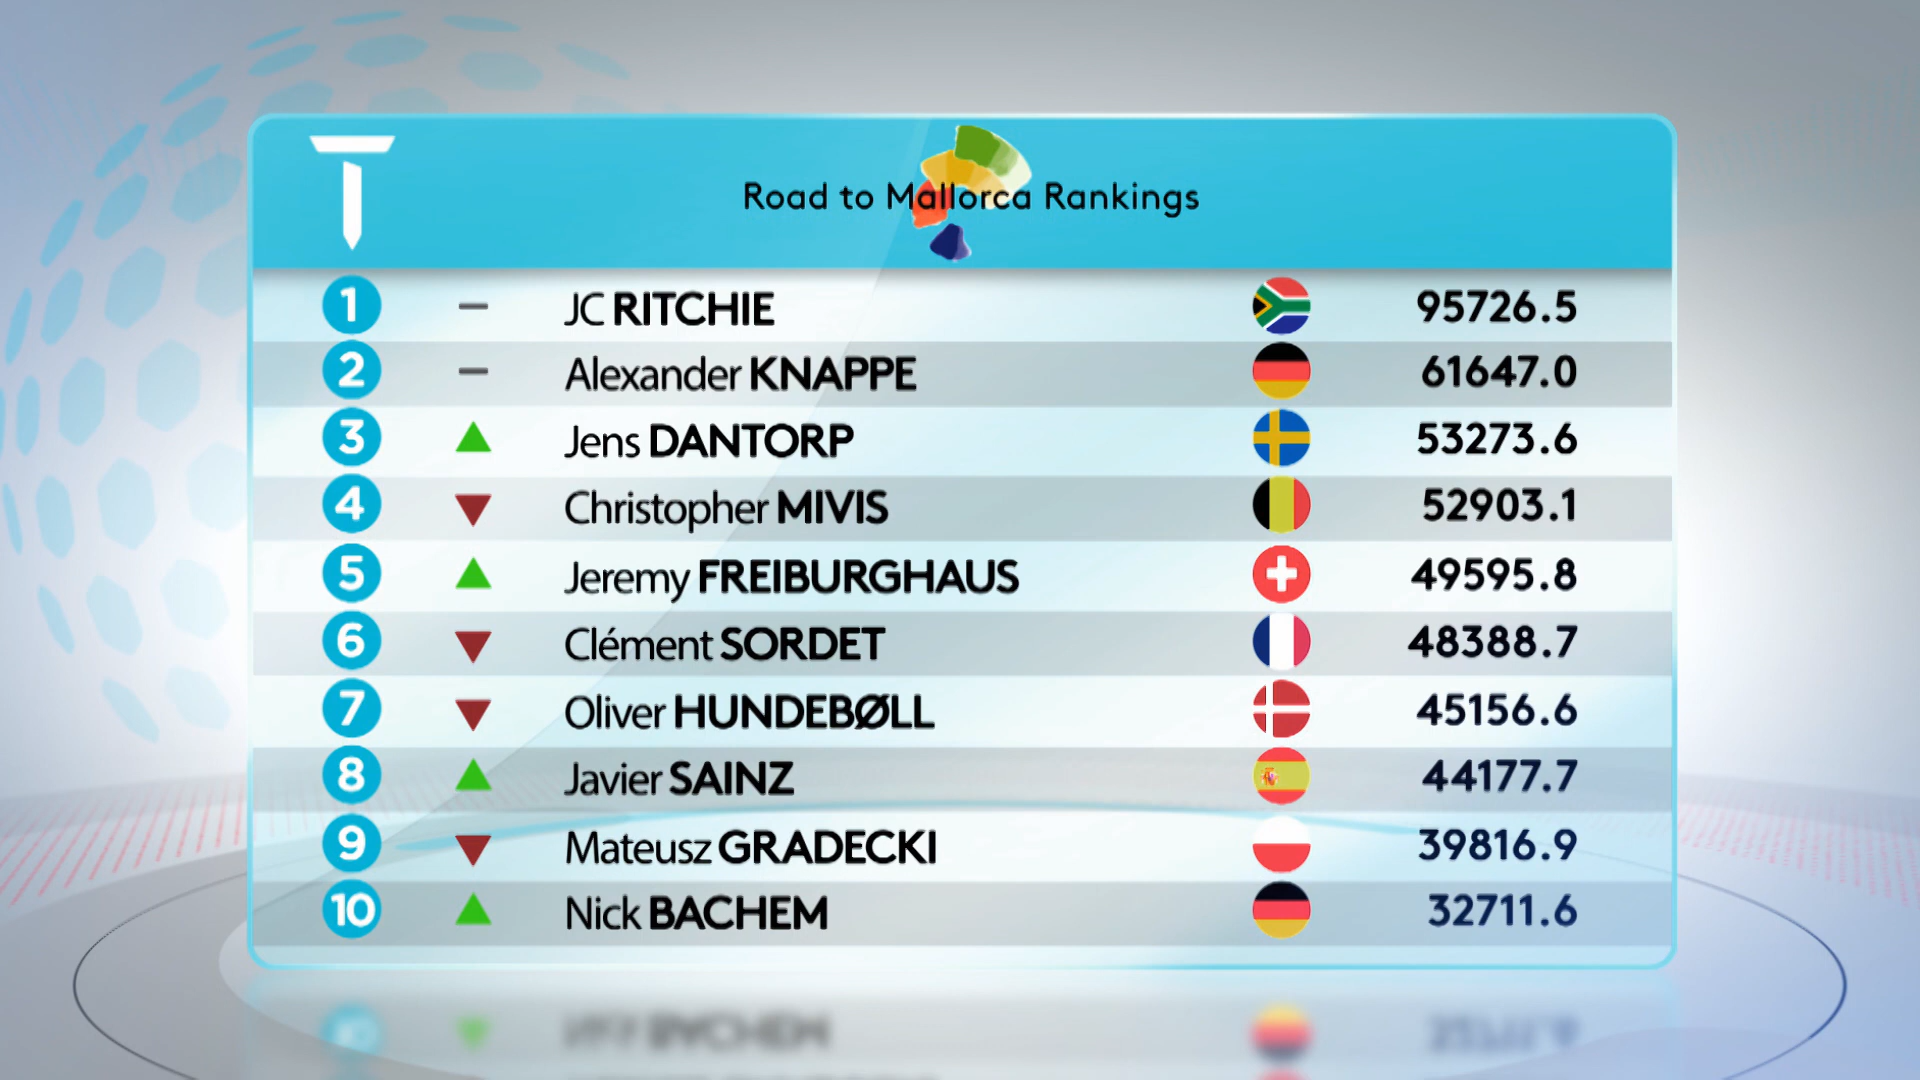 Road to Mallorca Rankings
1 – JC RITCHIE 95726.5
2 – Alexander KNAPPE 61647.0
3 ▲ Jens DANTORP 53273.6
4 ▼ Christopher MIVIS 52903.1
5 ▲ Jeremy FREIBURGHAUS 49595.8
6 ▼ Clément SORDET 48388.7
7 ▼ Oliver HUNDEBØLL 45156.6
8 ▲ Javier SAINZ 44177.7
9 ▼ Mateusz GRADECKI 39816.9
10 ▲ Nick BACHEM 32711.6